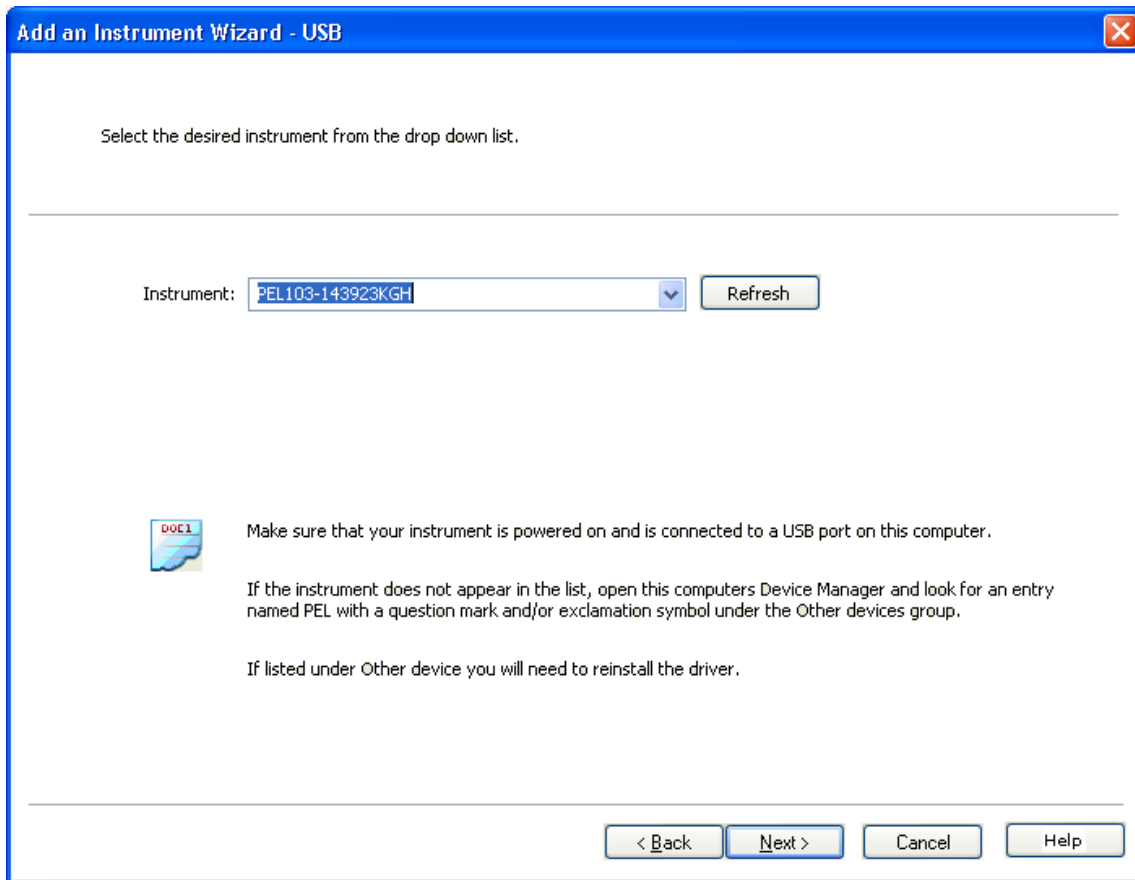 Add an Instrument Wizard - USB
Select the desired instrument from the drop down list.
Instrument: PEL103-143923KGH Refresh
DOC1
Make sure that your instrument is powered on and is connected to a USB port on this computer.
If the instrument does not appear in the list, open this computers Device Manager and look for an entry
named PEL with a question mark and/or exclamation symbol under the Other devices group.
If listed under Other device you will need to reinstall the driver.
< Back Next > Cancel Help